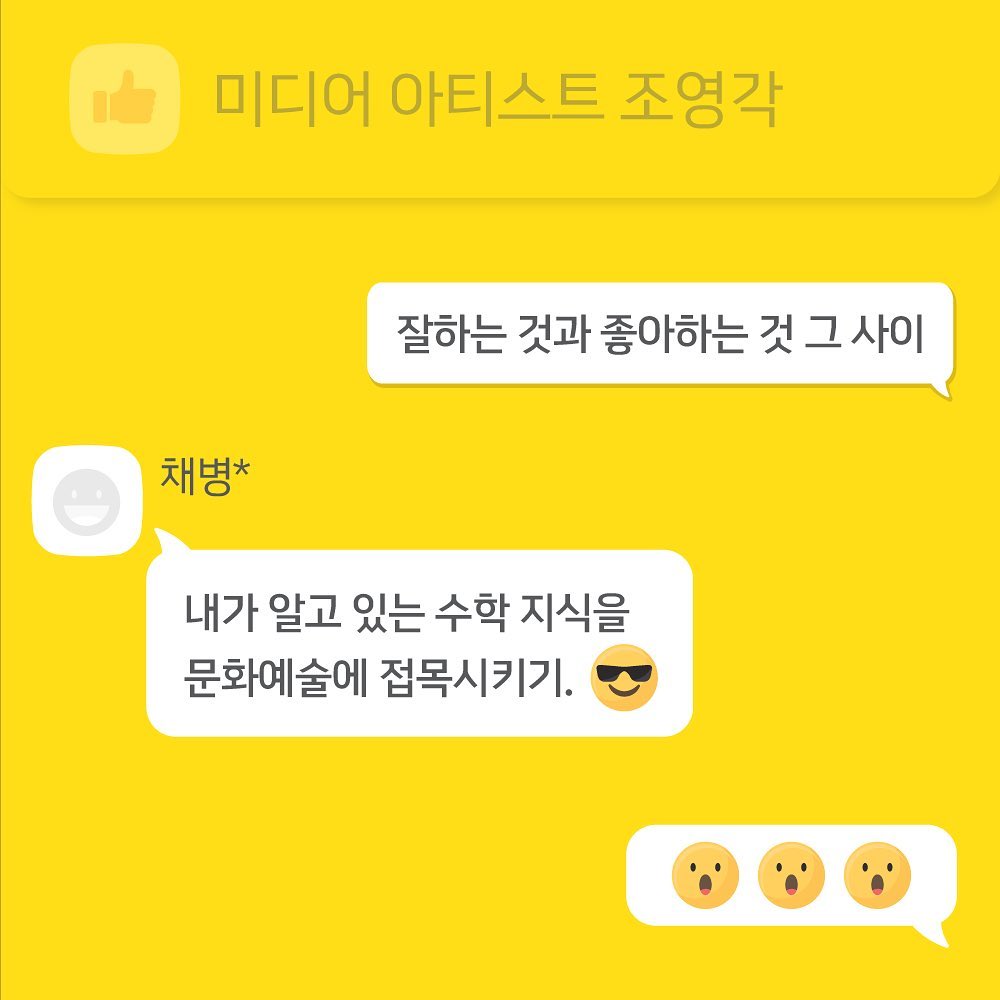 미디어 아티스트 조영각
잘하는 것과 좋아하는 것 그 사이
채병*
내가 알고 있는 수학 지식을
문화예술에 접목시키기.